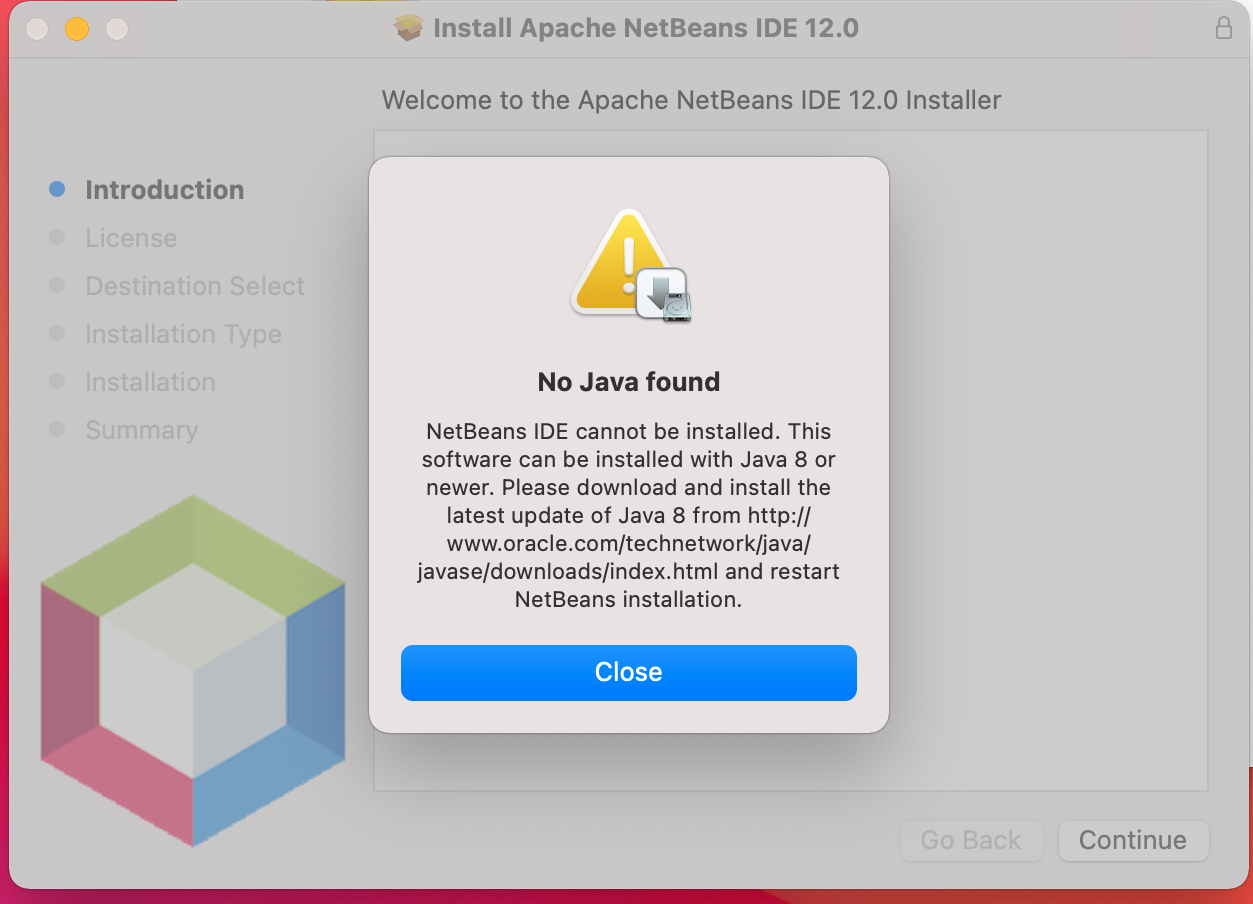 Install Apache NetBeans IDE 12.0
Welcome to the Apache NetBeans IDE 12.0 Installer
Introduction
License
Destination Select
Installation Type
Installation
Summary
No Java found
NetBeans IDE cannot be installed. This
software can be installed with Java 8 or
newer. Please download and install the
latest update of Java 8 from http://
www.oracle.com/technetwork/java/
javase/downloads/index.html and restart
NetBeans installation.
Close
Go Back
Continue